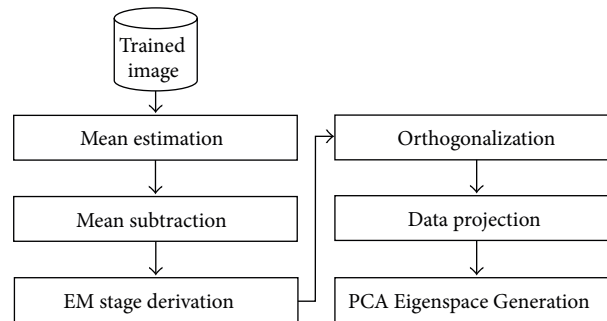 Trained
image
Mean estimation
Mean subtraction
EM stage derivation
Orthogonalization
Data projection
PCA Eigenspace Generation